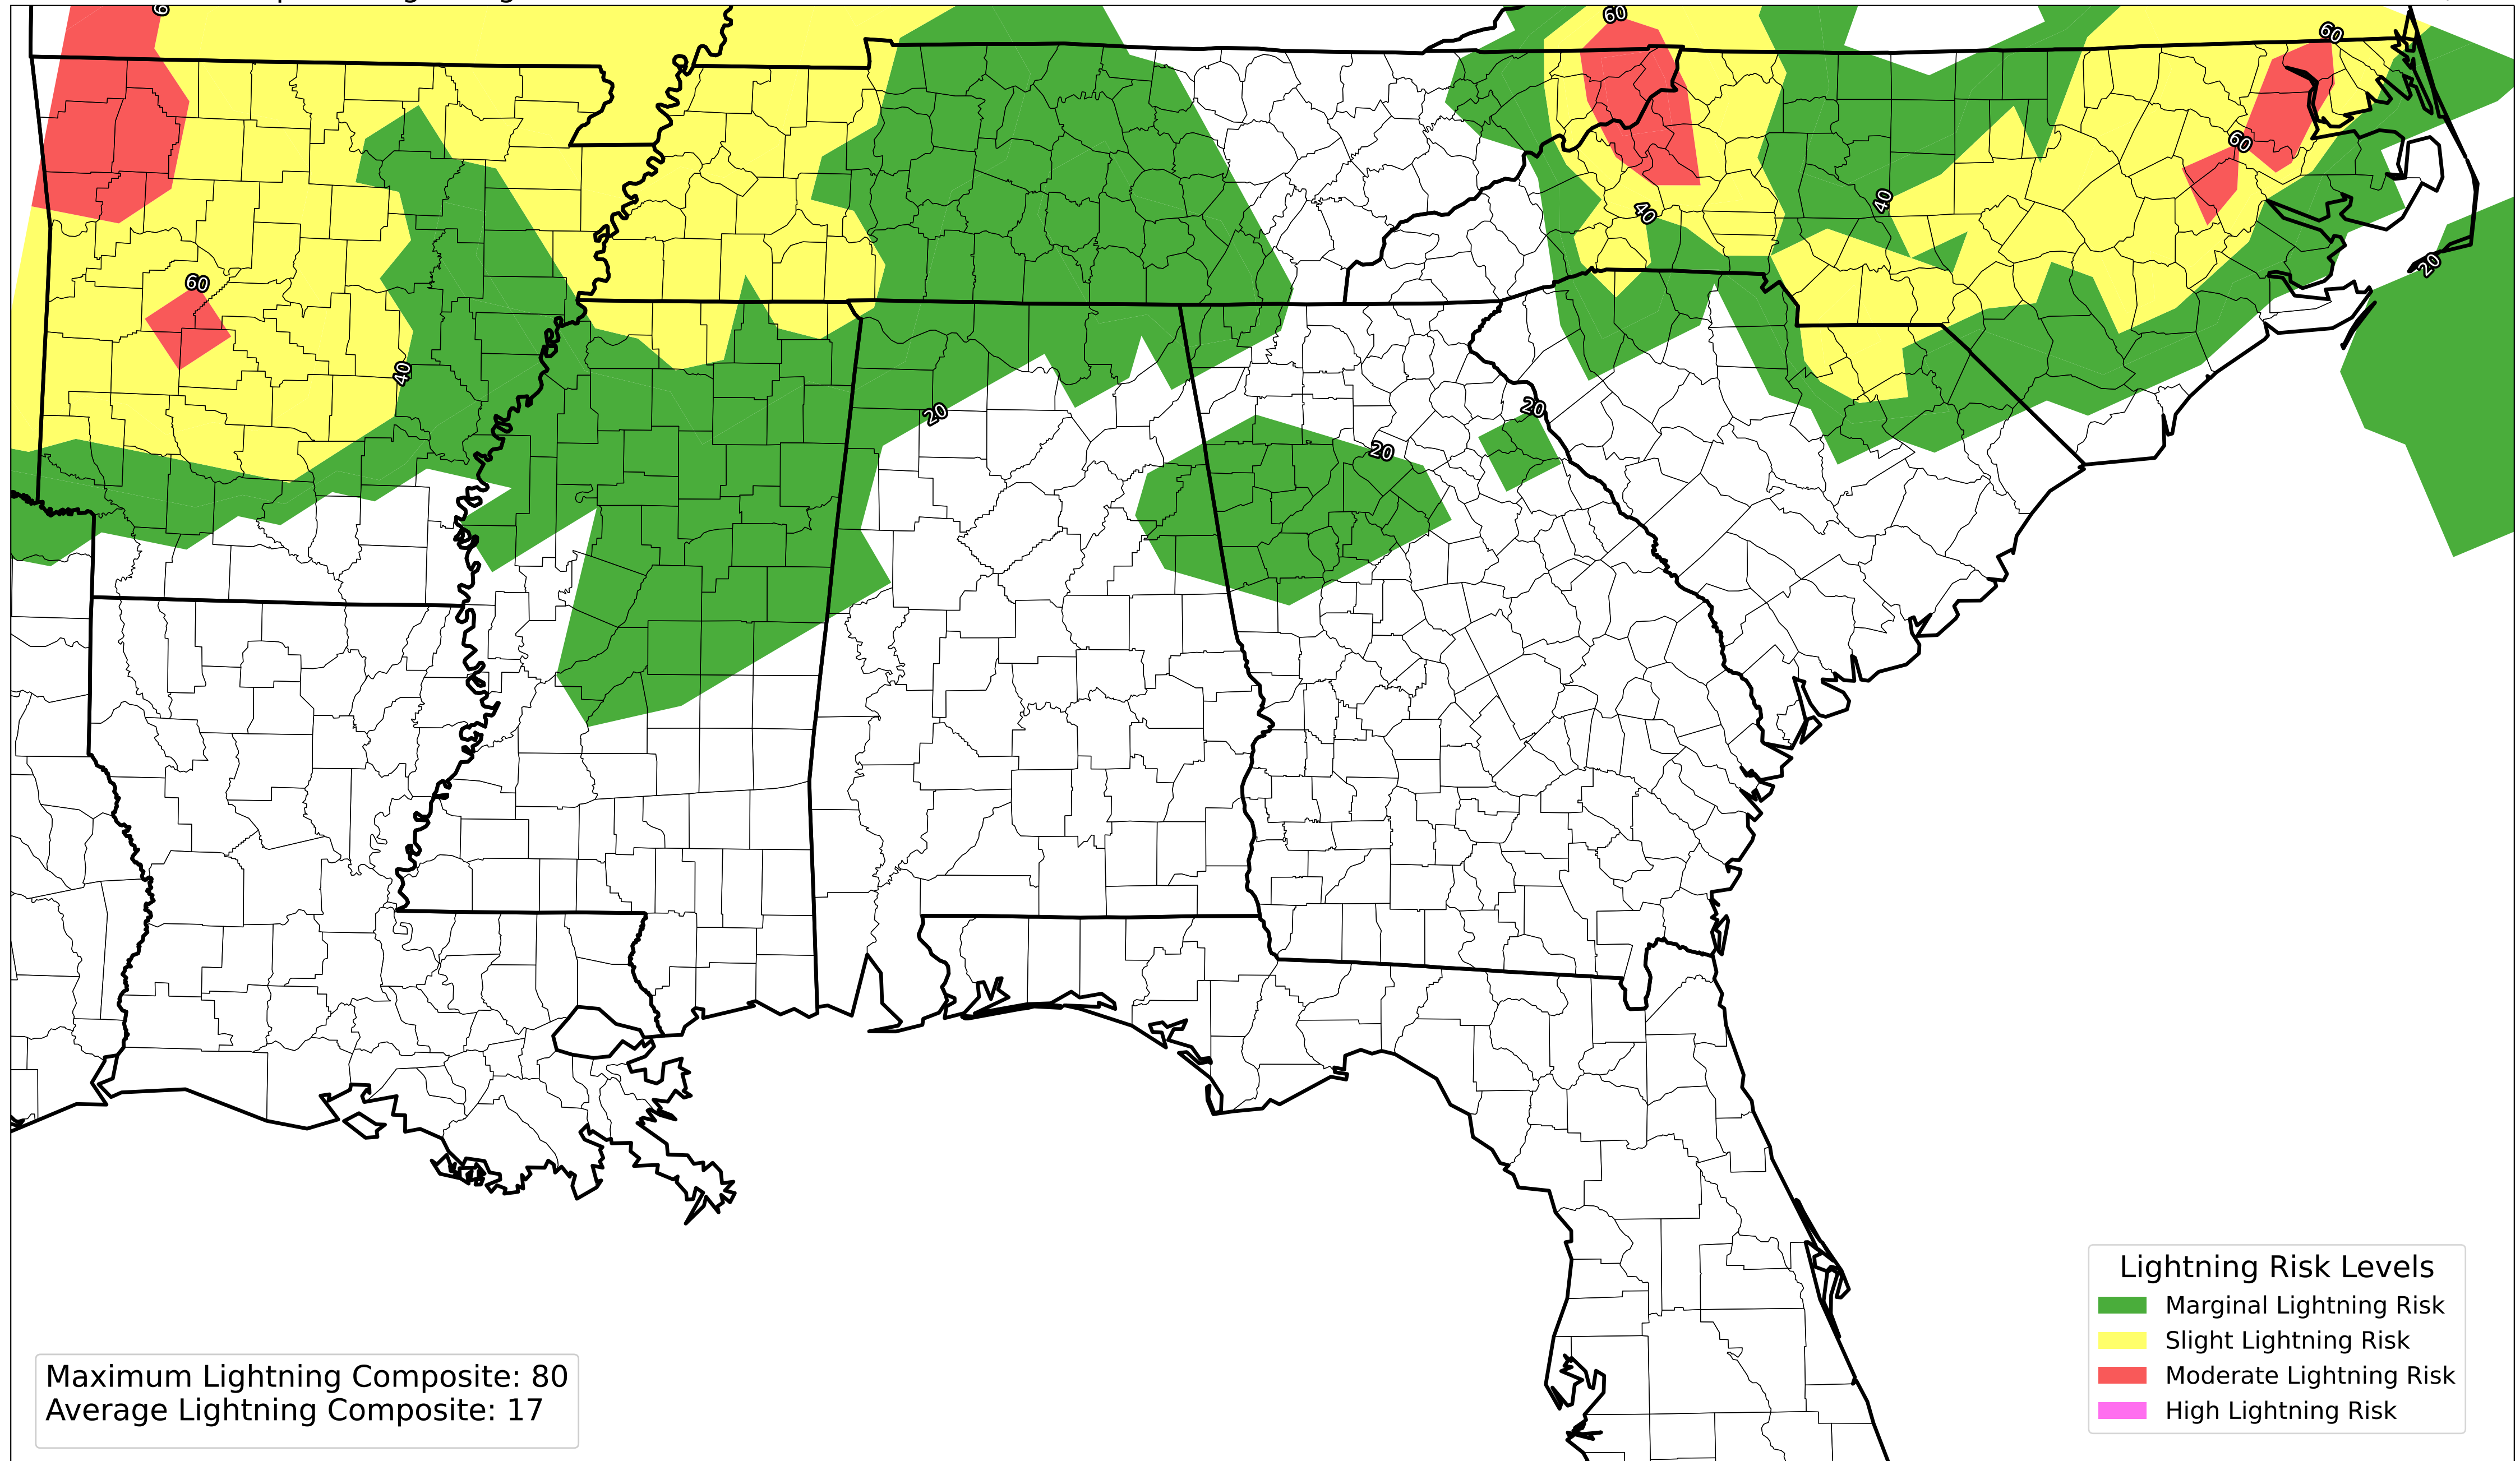 60
60
60
60
40
40
20
60
40
20
20
20
Lightning Risk Levels
Marginal Lightning Risk
Slight Lightning Risk
Moderate Lightning Risk
High Lightning Risk
Maximum Lightning Composite: 80
Average Lightning Composite: 17